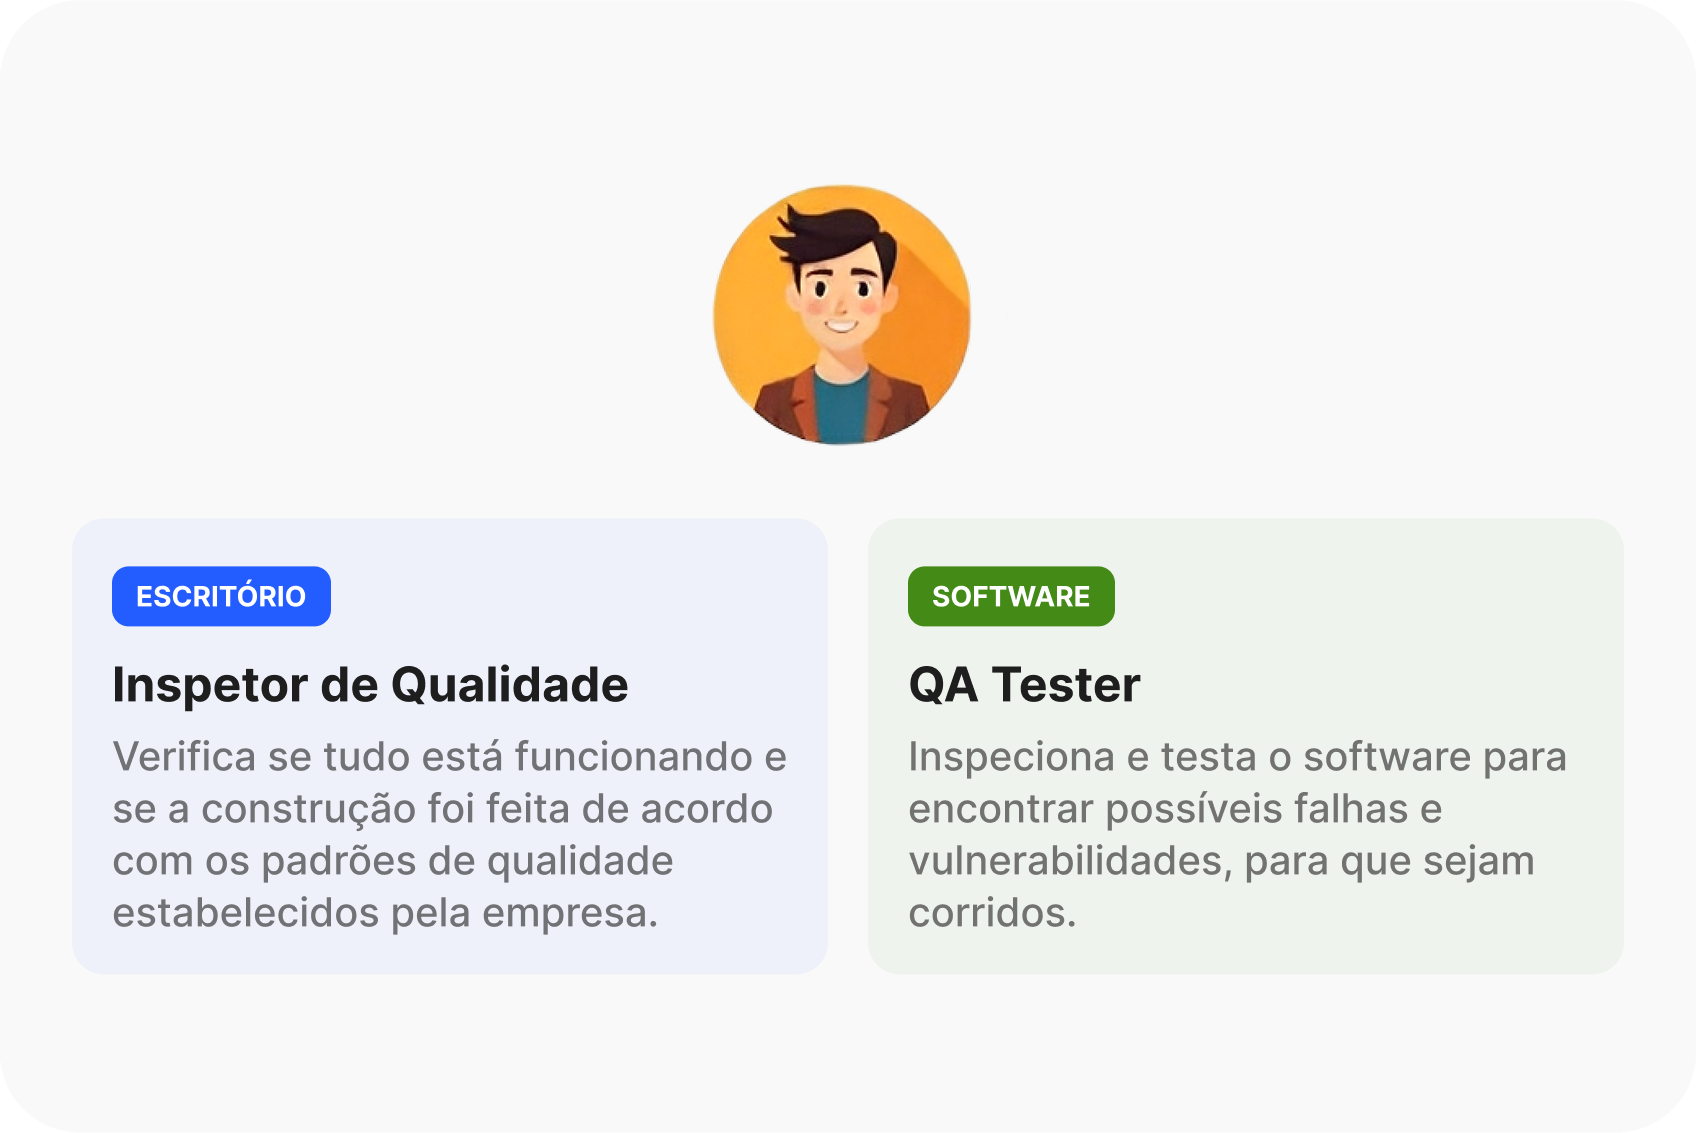 ESCRITÓRIO
Inspetor de Qualidade
Verifica se tudo está funcionando e
se a construção foi feita de acordo
com os padrões de qualidade
estabelecidos pela empresa.
SOFTWARE
QA Tester
Inspeciona e testa o software para
encontrar possíveis falhas e
vulnerabilidades, para que sejam
corridos.